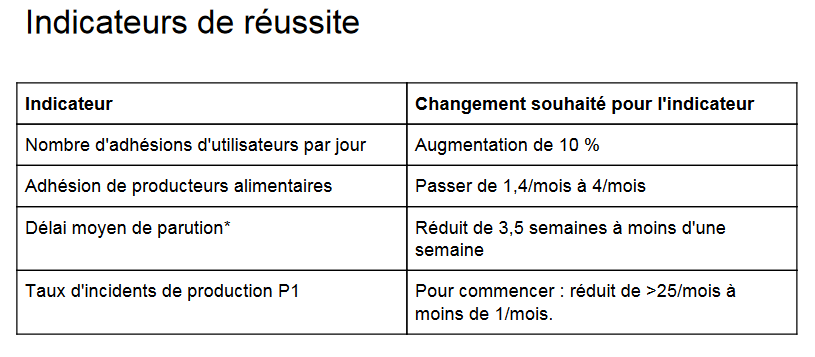 Indicateurs de réussite
Indicateur
Changement souhaité pour l'indicateur
Nombre d'adhésions d'utilisateurs par jour
Augmentation de 10 %
Adhésion de producteurs alimentaires
Passer de 1,4/mois à 4/mois
Délai moyen de parution*
Réduit de 3,5 semaines à moins d'une
semaine
Taux d'incidents de production P1
Pour commencer : réduit de >25/mois à
moins de 1/mois.